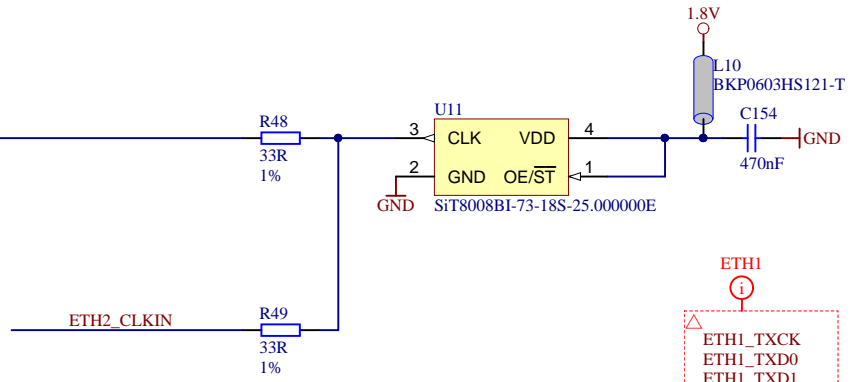 1.8V
L10
BKP0603HS121-T
C154
GND
470nF
U11
R48
33R
1%
3
CLK
VDD
4
2
GND
OE/ST
1
GND
SiT8008BI-73-18S-25.000000E
ETH1
i
R49
ETH2_CLKIN
33R
1%
ETH1_TXCK
ETH1_TXD0
ETH1_TXD1